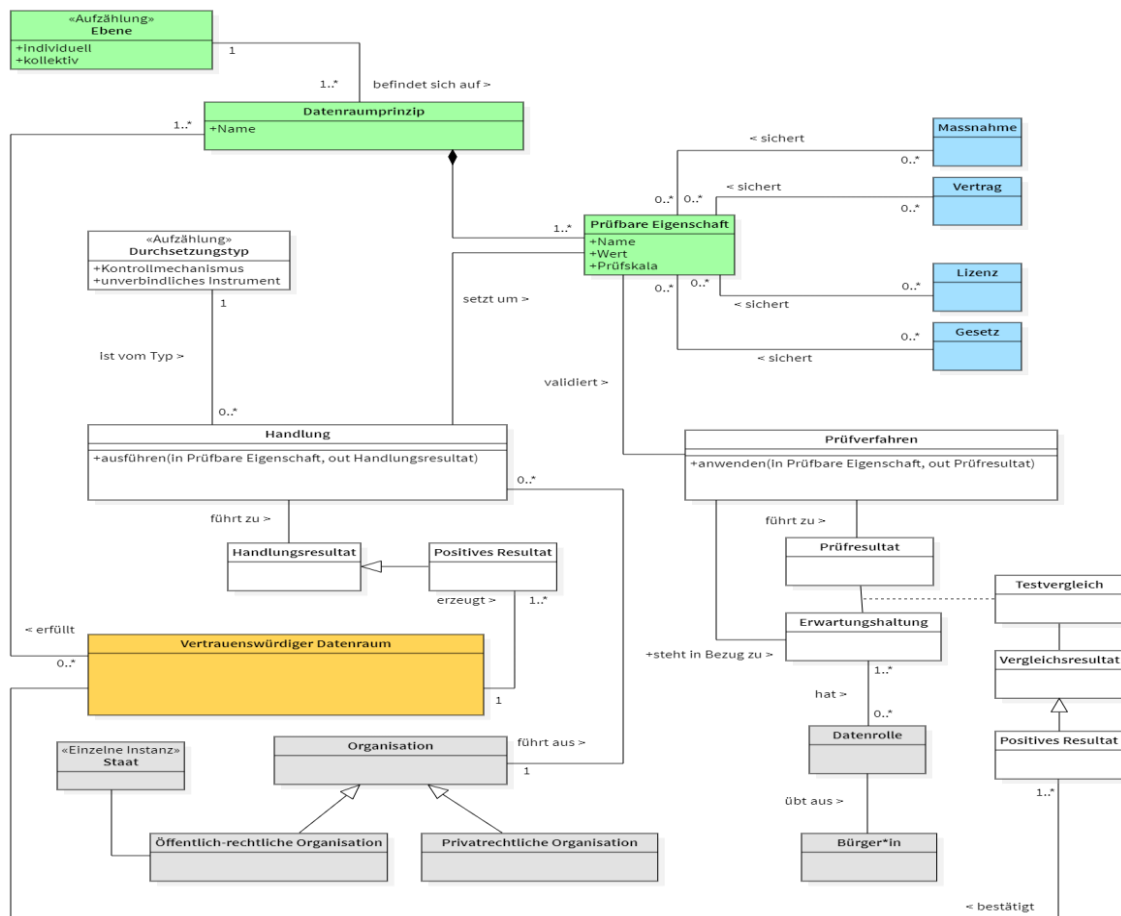 «Aufzählung»
Ebene
+individuell
+kollektiv
1
1..*
befindet sich auf >
Datenraumprinzip
+Name
1..*
< sichert
Massnahme
0..*
0..*
0..*
< sichert
Vertrag
0..*
1..*
Prüfbare Eigenschaft
+Name
+Wert
+Prüfskala
«Aufzählung»
Durchsetzungstyp
+Kontrollmechanismus
+unverbindliches Instrument
1
setzt um >
0..*
0..*
< sichert
0..*
Lizenz
0..*
Gesetz
< sichert
ist vom Typ >
validiert >
0..*
Handlung
+ausführen(in Prüfbare Eigenschaft, out Handlungsresultat)
0..*
Prüfverfahren
+anwenden(in Prüfbare Eigenschaft, out Prüfresultat)
führt zu >
führt zu >
Handlungsresultat
Positives Resultat
erzeugt >
1..*
Prüfresultat
Testvergleich
< erfüllt
0..*
Vertrauenswürdiger Datenraum
1
Erwartungshaltung
+steht in Bezug zu >
1..*
Vergleichsresultat
hat >
0..*
«Einzelne Instanz»
Staat
Organisation
führt aus >
1
Datenrolle
Positives Resultat
1..*
übt aus >
Öffentlich-rechtliche Organisation
Privatrechtliche Organisation
Bürger*in
< bestätigt